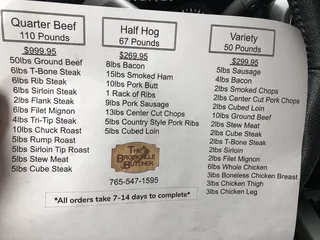 Quarter Beef
110 Pounds
$999.95
50lbs Ground Beef
6lbs T-Bone Steak
6lbs Rib Steak
6lbs Sirloin Steak
2lbs Flank Steak
6lbs Filet Mignon
4lbs Tri-Tip Steak
10lbs Chuck Roast
5lbs Rump Roast
5lbs Sirloin Tip Roast
5lbs Stew Meat
5lbs Cube Steak
Half Hog
67 Pounds
$269.95
8lbs Bacon
15lbs Smoked Ham
10lbs Pork Butt
1 Rack of Ribs
9lbs Pork Sausage
13lbs Center Cut Pork Chops
5lbs Country Style Pork Ribs
5lbs Cubed Loin
The
Brookville
Butcher
765-547-1595
*All orders take 7-14 days to complete*
Variety
50 Pounds
$299.95
5lbs Sausage
4lbs Bacon
2lbs Smoked Chops
2lbs Center Cut Pork Chops
2lbs Cubed Loin
10lbs Ground Beef
2lbs Stew Meat
2lbs Cube Steak
2lbs T-Bone Steak
2lbs Sirloin
2lbs Filet Mignon
6lbs Whole Chicken
3lbs Boneless Chicken Breast
3lbs Chicken Thigh
3lbs Chicken Leg